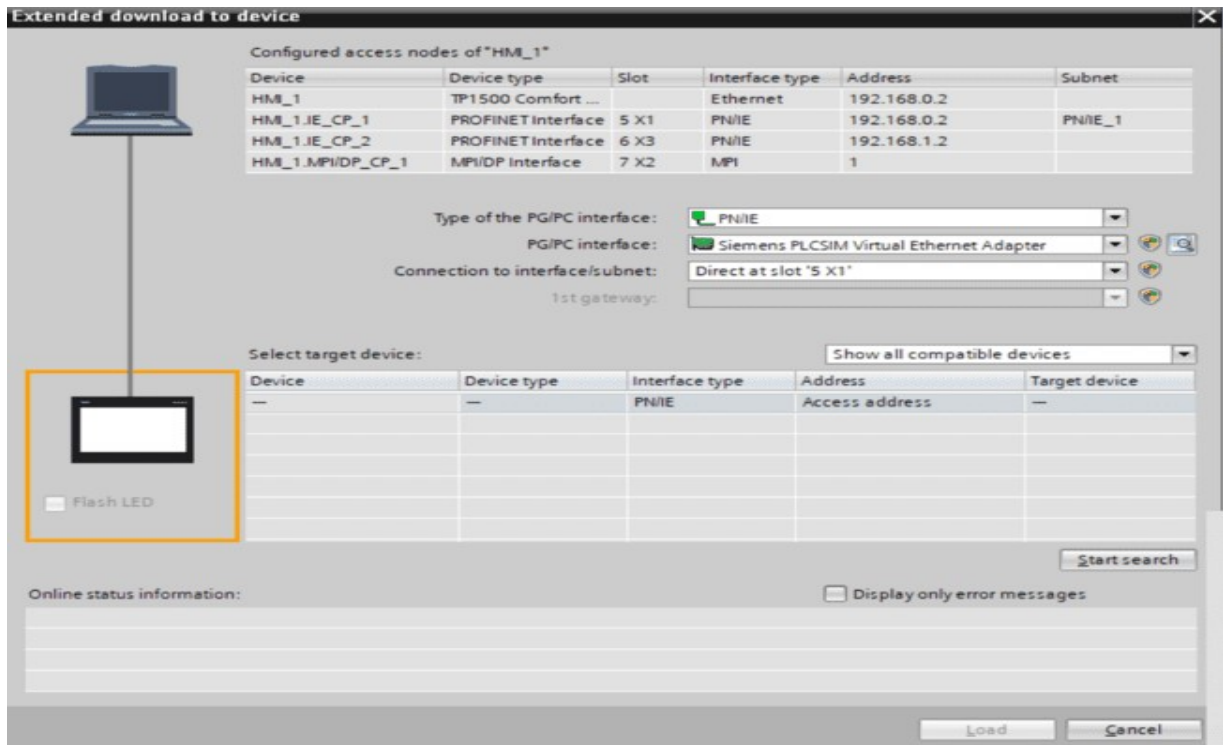 Extended download to device
Configured access nodes of "HMI_1"
Device Device type Slot Interface type Address Subnet
HMI_1 TP1500 Comfort ... Ethernet 192.168.0.2
HMI_1.IE_CP_1 PROFINET Interface 5 X1 PN/IE 192.168.0.2 PN/IE_1
HMI_1.IE_CP_2 PROFINET Interface 6 X3 PN/IE 192.168.1.2
HMI_1.MPI/DP_CP_1 MPI/DP Interface 7 X2 MPI 1
Type of the PG/PC interface: PN/IE
PG/PC interface: Siemens PLCSIM Virtual Ethernet Adapter
Connection to interface/subnet: Direct at slot '5 X1'
1st gateway:
Select target device: Show all compatible devices
Device Device type Interface type Address Target device
— — PN/IE Access address —
Flash LED
Start search
Online status information: Display only error messages
Load Cancel